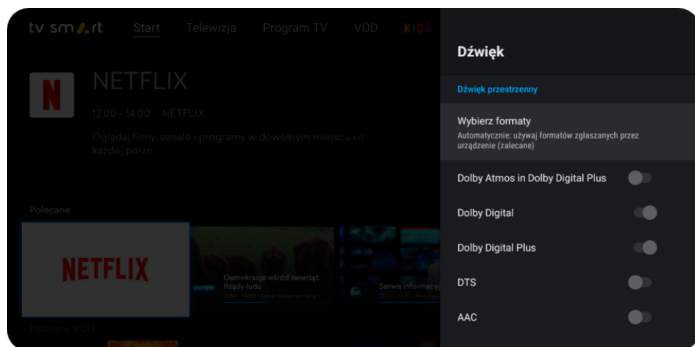 tv smart Start Telewizja Program TV VOD KIDS
NETFLIX
12:00 - 14:00 NETFLIX
Oglądaj filmy, seriale i programy w dowolnym miejscu i o
każdej porze
Polecane
NETFLIX
Demokracja wśród zwierząt:
Rządy ludu
Serwis informacyj
Polecane VOD
Dźwięk
Dźwięk przestrzenny
Wybierz formaty
Automatycznie: używaj formatów zgłaszanych przez
urządzenie (zalecane)
Dolby Atmos in Dolby Digital Plus
Dolby Digital
Dolby Digital Plus
DTS
AAC